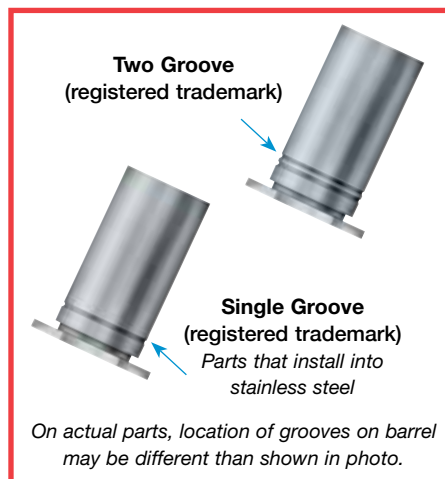 Two Groove
(registered trademark)
Single Groove
(registered trademark)
Parts that install into
stainless steel
On actual parts, location of grooves on barrel
may be different than shown in photo.